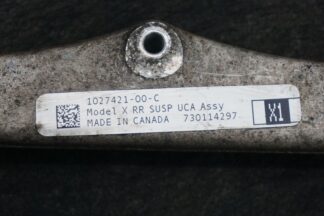 1027421-00-C
Model X RR SUSP UCA Assy
MADE IN CANADA 730114297
X1